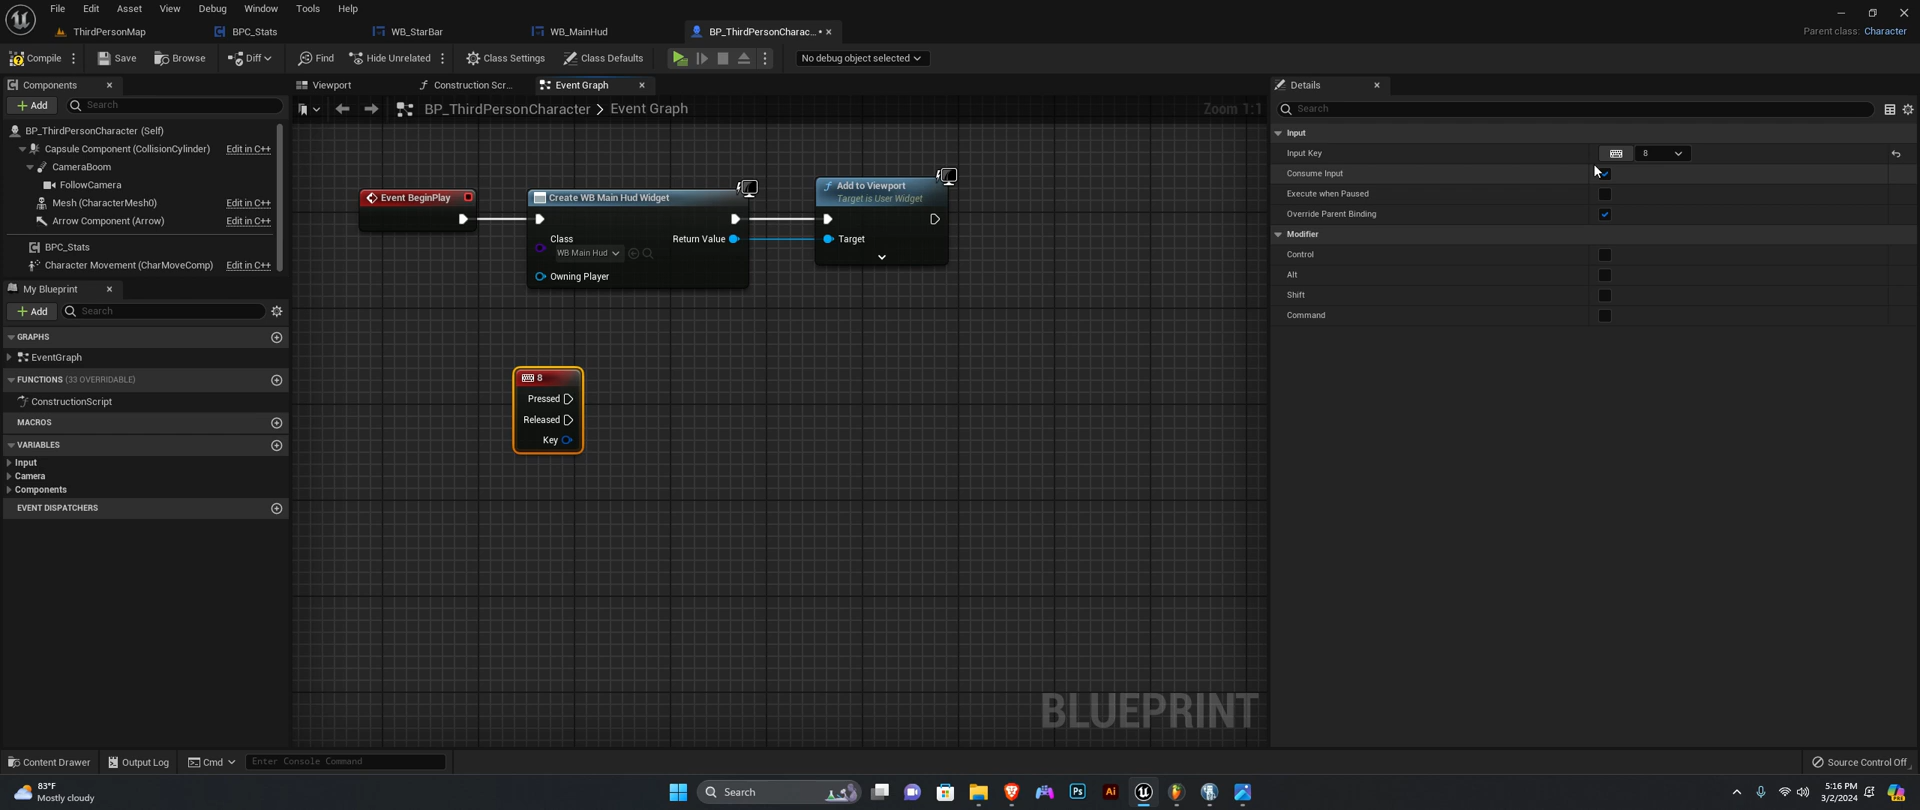 File Edit Asset View Debug Window Tools Help
ThirdPersonMap BPC_Stats WB_StarBar WB_MainHud BP_ThirdPersonCharac... •
Parent class: Character
Compile Save Browse Diff Find Hide Unrelated Class Settings Class Defaults No debug object selected
Components
Add Search
BP_ThirdPersonCharacter (Self)
Capsule Component (CollisionCylinder) Edit in C++
CameraBoom
FollowCamera
Mesh (CharacterMesh0) Edit in C++
Arrow Component (Arrow) Edit in C++
BPC_Stats
Character Movement (CharMoveComp) Edit in C++
My Blueprint
Add Search
GRAPHS
EventGraph
FUNCTIONS (33 OVERRIDABLE)
ConstructionScript
MACROS
VARIABLES
Input
Camera
Components
EVENT DISPATCHERS
Viewport Construction Scr... Event Graph
BP_ThirdPersonCharacter > Event Graph Zoom 1:1
Event BeginPlay
Create WB Main Hud Widget
Class
WB Main Hud
Return Value
Owning Player
Add to Viewport
Target is User Widget
Target
8
Pressed
Released
Key
BLUEPRINT
Details
Search
Input
Input Key 8
Consume Input
Execute when Paused
Override Parent Binding
Modifier
Control
Alt
Shift
Command
Content Drawer Output Log Cmd Enter Console Command Source Control Off
83°F
Mostly cloudy
Search
Ps Ai
5:16 PM
3/2/2024